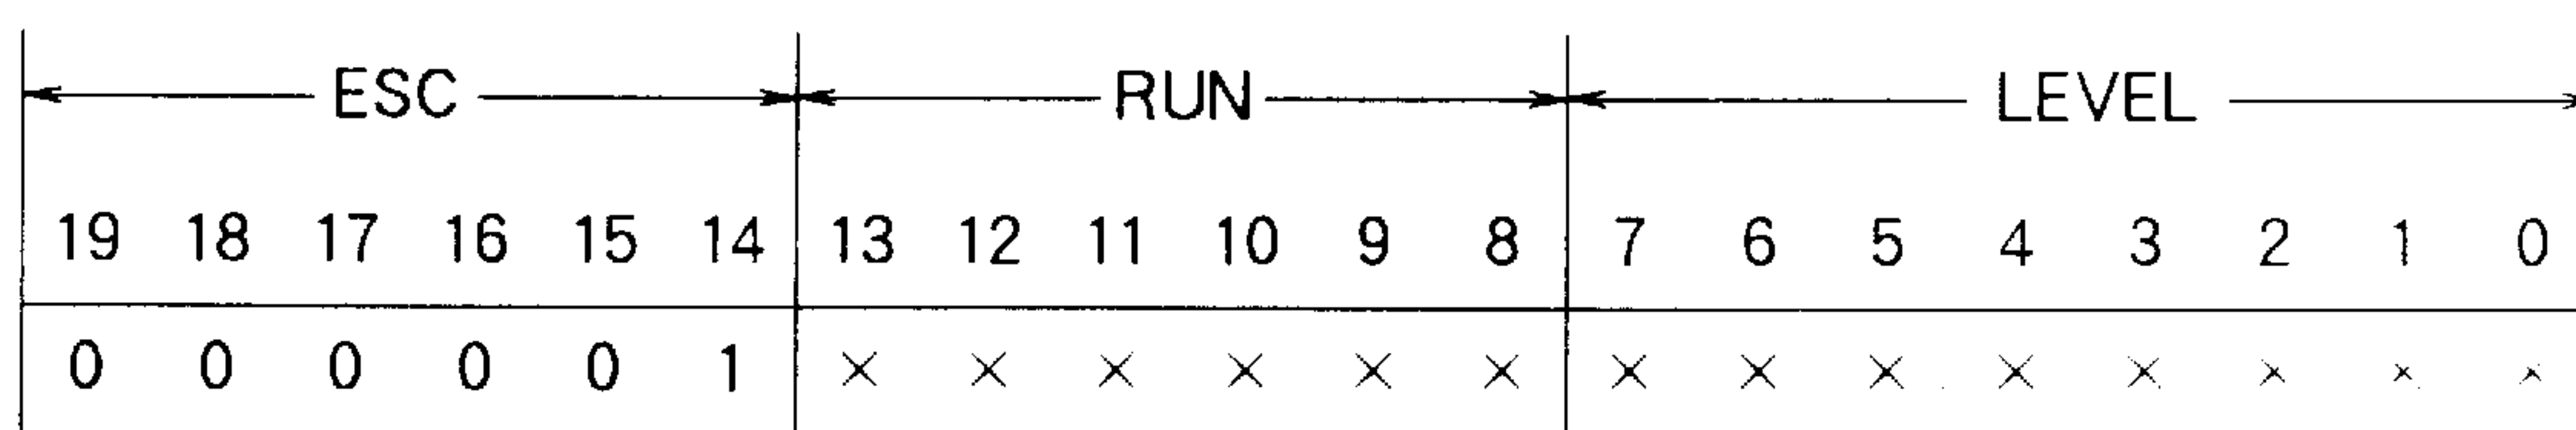 ESC RUN LEVEL
19 18 17 16 15 14 13 12 11 10 9 8 7 6 5 4 3 2 1 0
0 0 0 0 0 1 × × × × × × × × × × × × × ×